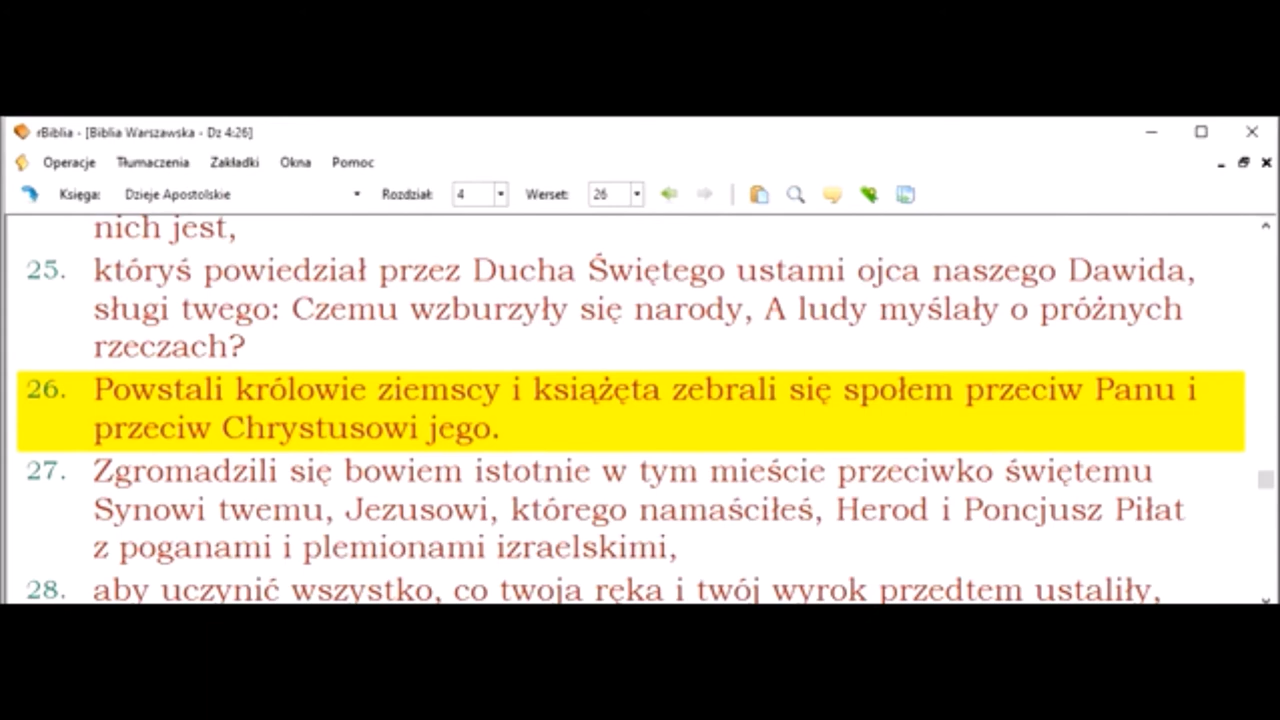 rBiblia - [Biblia Warszawska - Dz 4:26]
Operacje Tłumaczenia Zakładki Okna Pomoc
Księga: Dzieje Apostolskie Rozdział: 4 Werset: 26
nich jest,
25. któryś powiedział przez Ducha Świętego ustami ojca naszego Dawida,
sługi twego: Czemu wzburzyły się narody, A ludy myślały o próżnych
rzeczach?
26. Powstali królowie ziemscy i książęta zebrali się społem przeciw Panu i
przeciw Chrystusowi jego.
27. Zgromadzili się bowiem istotnie w tym mieście przeciwko świętemu
Synowi twemu, Jezusowi, którego namaściłeś, Herod i Poncjusz Piłat
z poganami i plemionami izraelskimi,
28. aby uczynić wszystko, co twoja ręka i twój wyrok przedtem ustaliły,